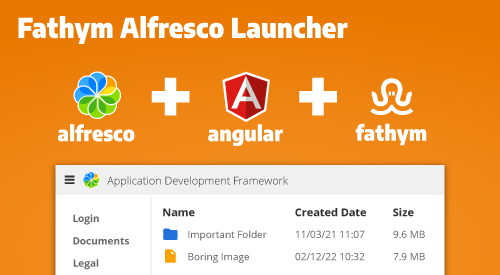 Fathym Alfresco Launcher
alfresco
angular
fathym
Application Development Framework
Login
Documents
Legal
Name Created Date Size
Important Folder 11/03/21 11:07 9.6 MB
Boring Image 02/12/22 10:32 7.9 MB